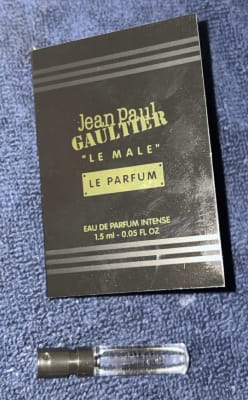 Jean Paul
GAULTIER
"LE MALE"
LE PARFUM
EAU DE PARFUM INTENSE
1.5 ml - 0.05 FL OZ